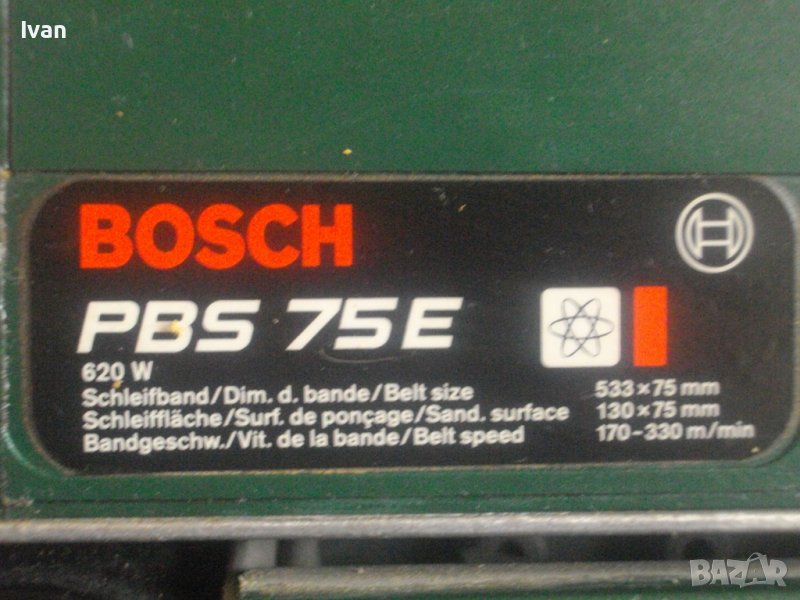 Ivan
BOSCH
PBS 75 E
620 W
Schleifband/Dim. d. bande/Belt size 533×75 mm
Schleiffläche/Surf. de ponçage/Sand. surface 130×75 mm
Bandgeschw./Vit. de la bande/Belt speed 170-330 m/min
BAZAR